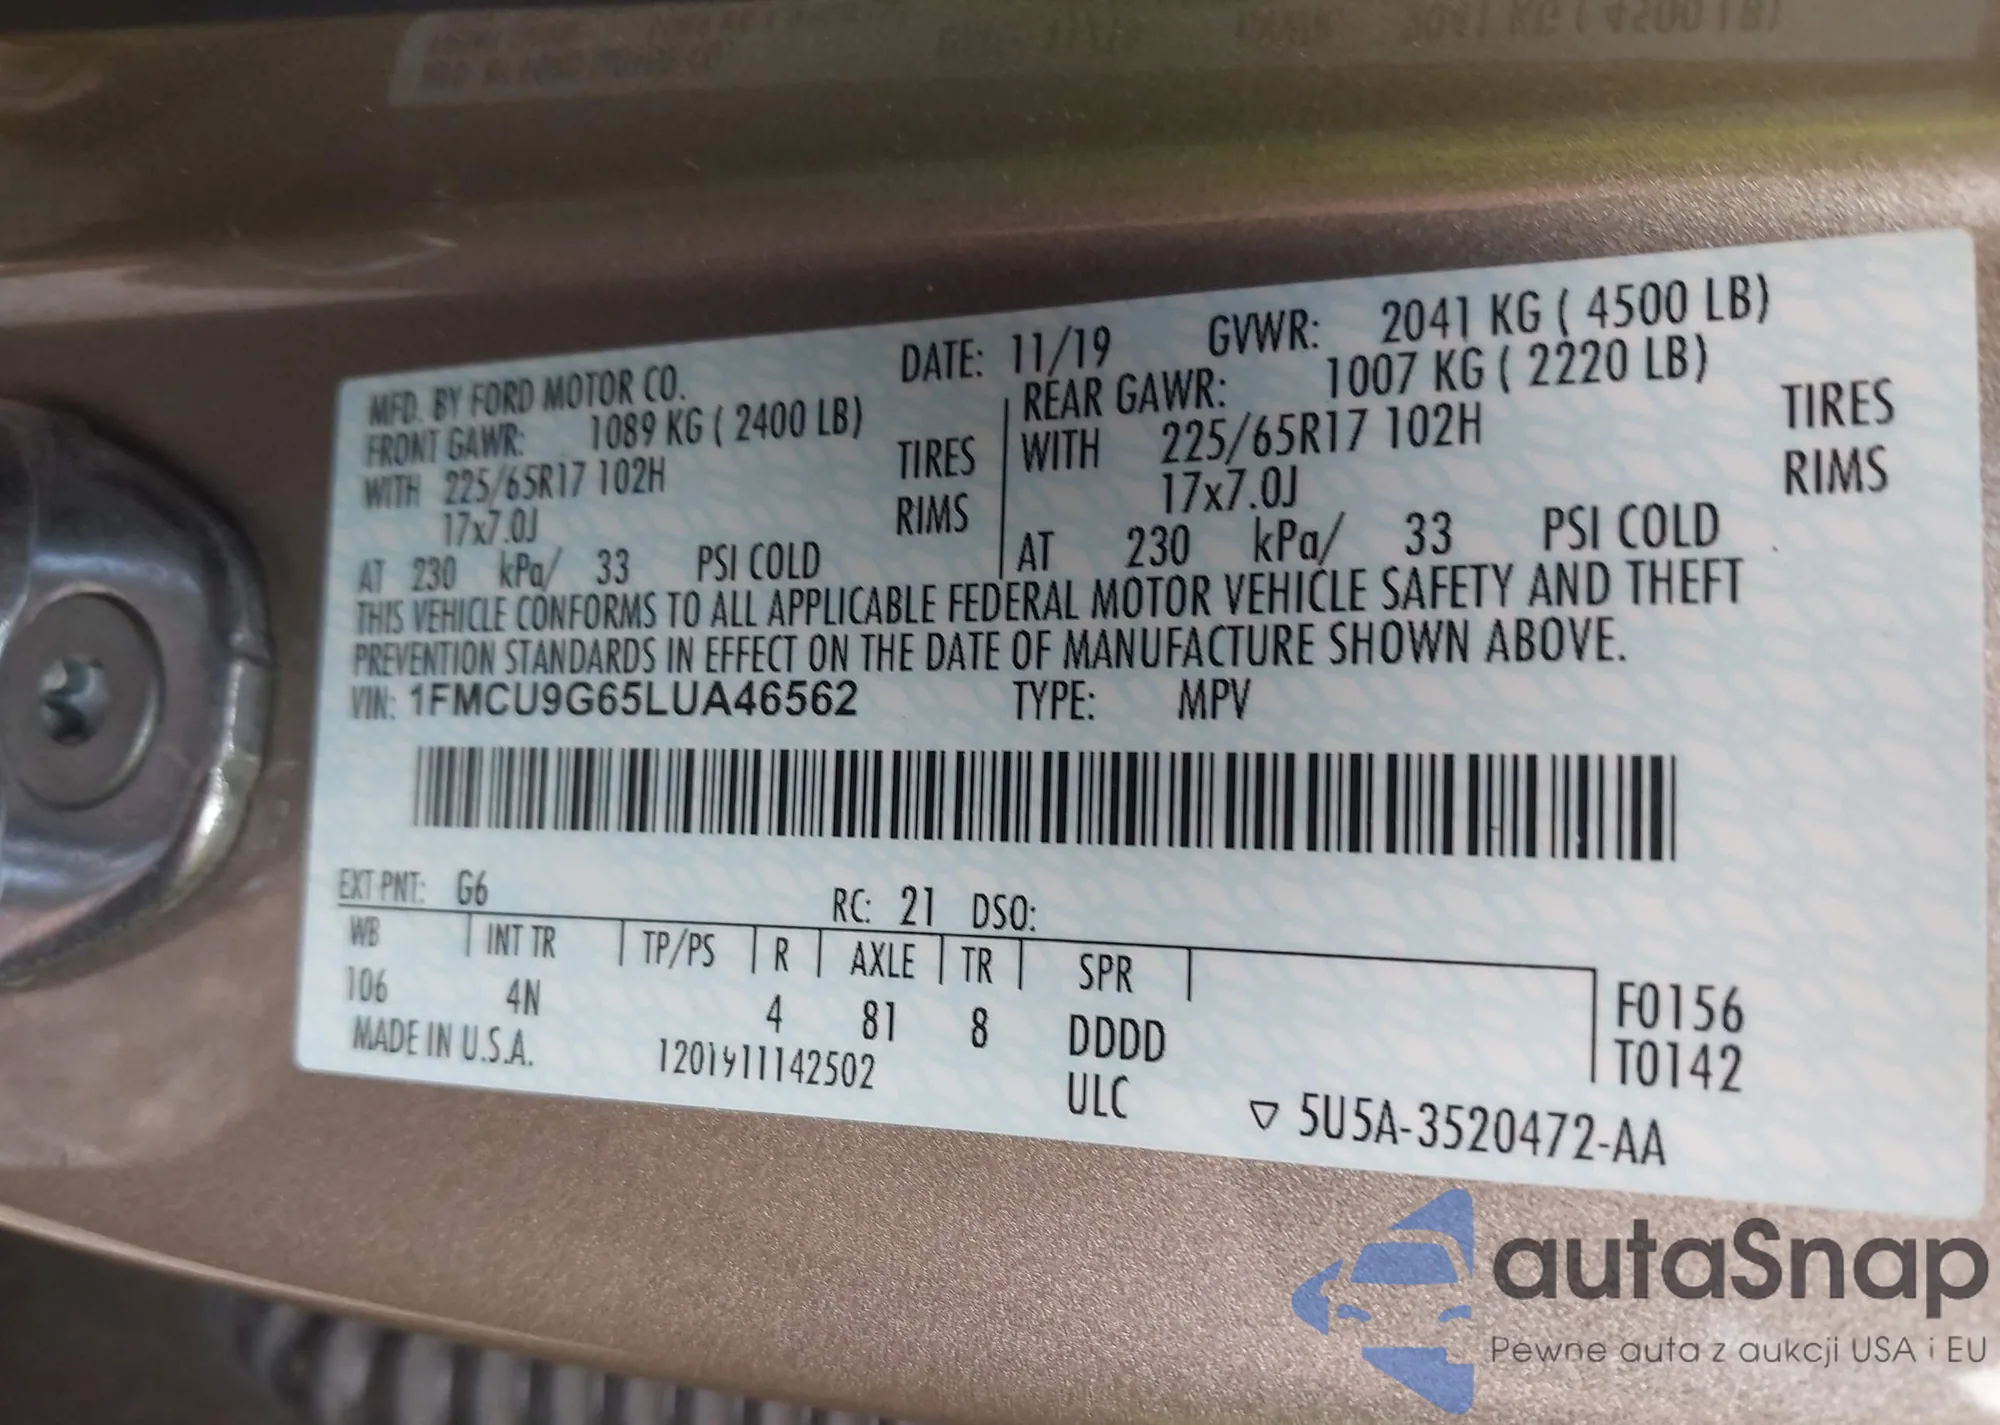 MFD. BY FORD MOTOR CO. DATE: 11/19 GVWR: 2041 KG ( 4500 LB)
FRONT GAWR: 1089 KG ( 2400 LB) REAR GAWR: 1007 KG ( 2220 LB)
WITH 225/65R17 102H TIRES WITH 225/65R17 102H TIRES
17x7.0J RIMS 17x7.0J RIMS
AT 230 kPa/ 33 PSI COLD AT 230 kPa/ 33 PSI COLD
THIS VEHICLE CONFORMS TO ALL APPLICABLE FEDERAL MOTOR VEHICLE SAFETY AND THEFT
PREVENTION STANDARDS IN EFFECT ON THE DATE OF MANUFACTURE SHOWN ABOVE.
VIN: 1FMCU9G65LUA46562 TYPE: MPV
EXT PNT: G6 RC: 21 DSO:
WB INT TR TP/PS R AXLE TR SPR
106 4N 4 81 8 DDDD F0156
MADE IN U.S.A. 1201911142502 ULC T0142
▽ 5U5A-3520472-AA
autaSnap
Pewne auta z aukcji USA i EU